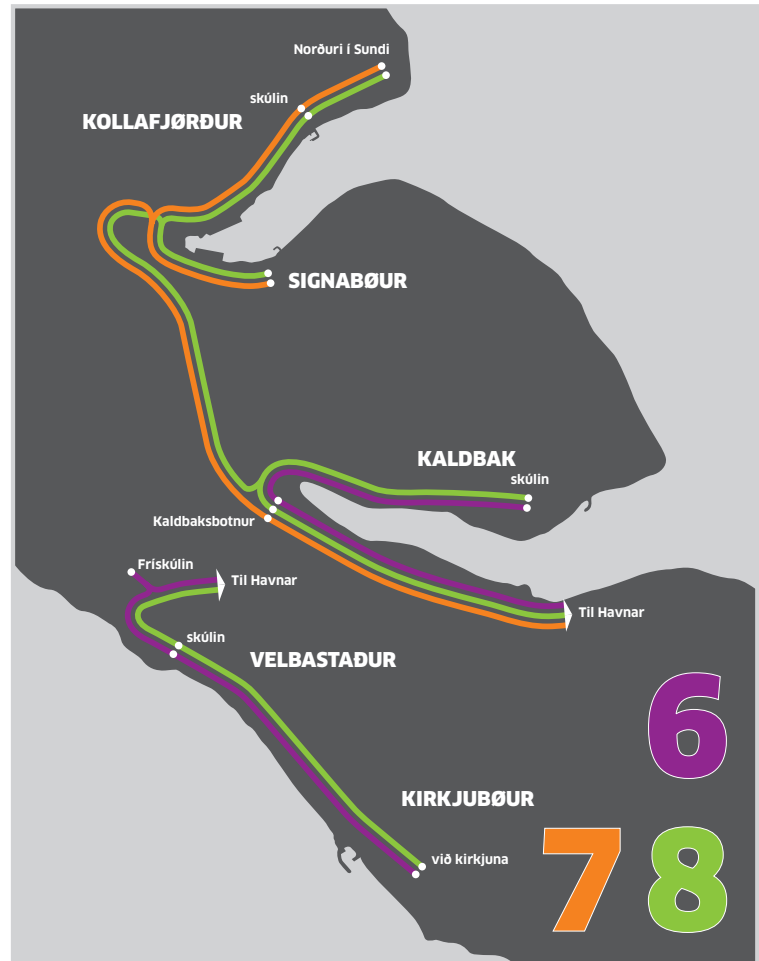 Norðuri í Sundi
skúlin
KOLLAFJØRÐUR
SIGNABØUR
KALDBAK
skúlin
Kaldbaksbotnur
Frískúlin
Til Havnar
Til Havnar
skúlin
VELBASTAÐUR
6
KIRKJUBØUR
við kirkjuna
7 8